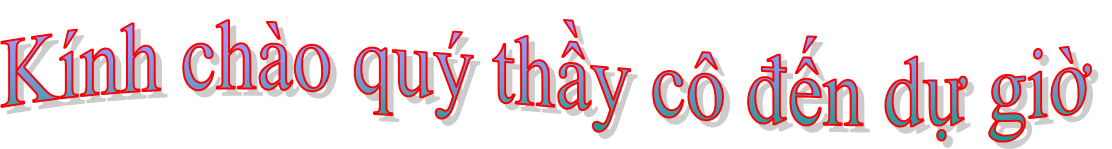 Kính chào quý thầy cô đến dự giờ